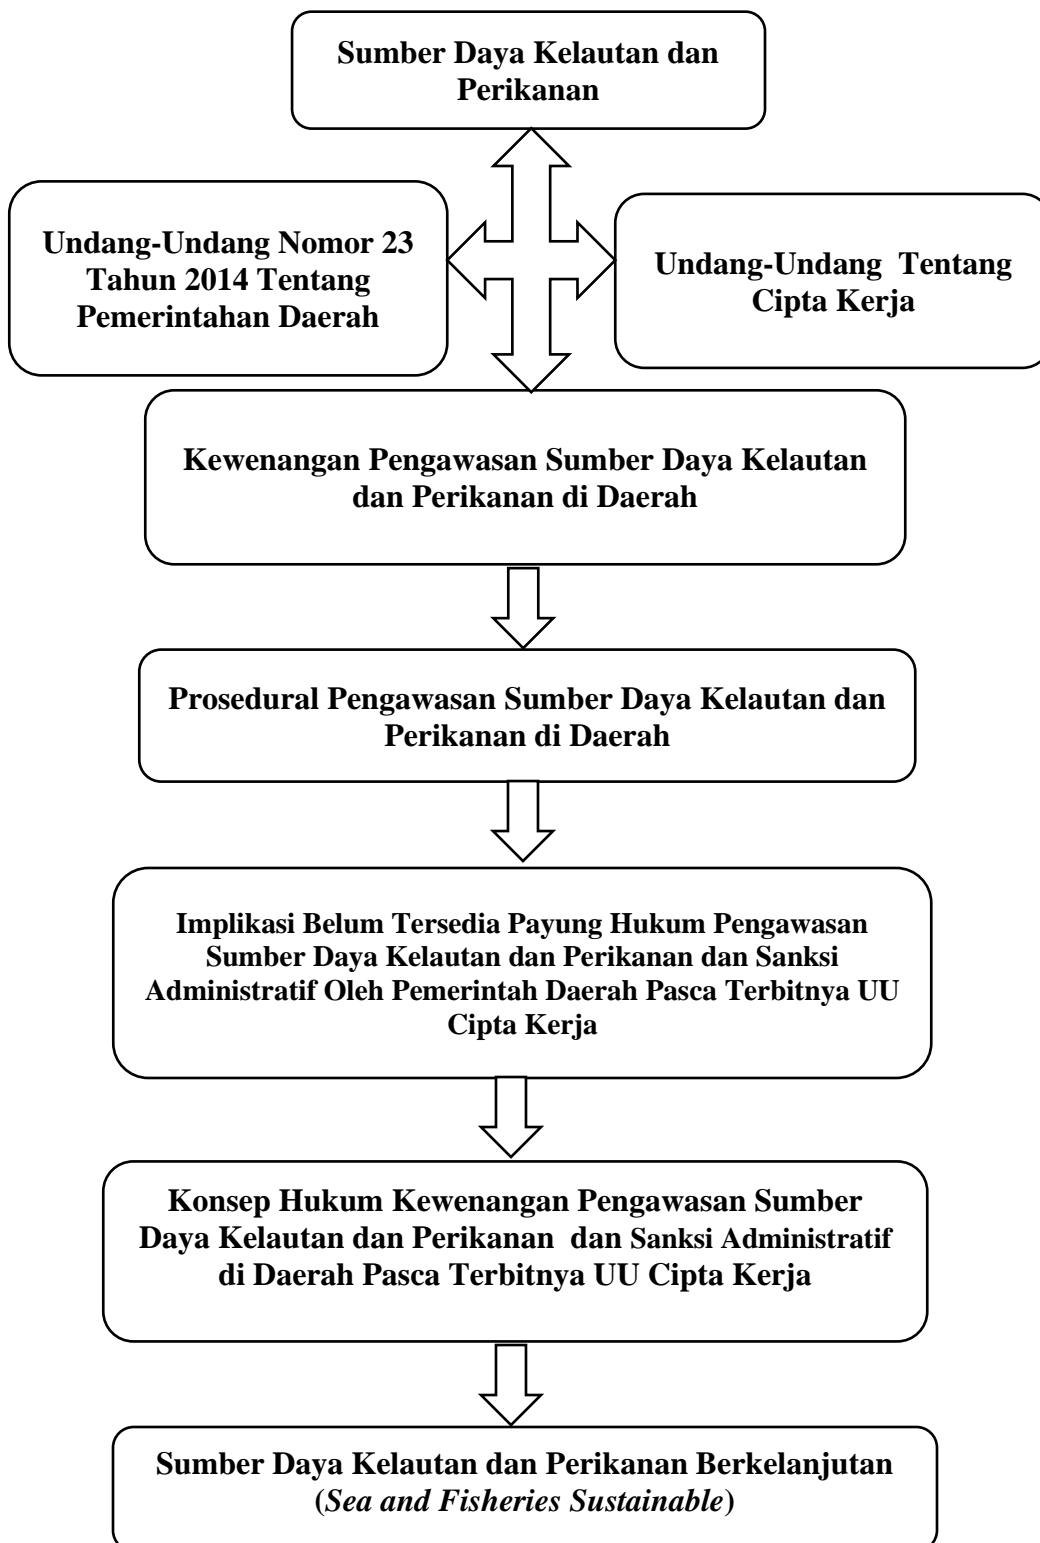 Sumber Daya Kelautan dan
Perikanan
Undang-Undang Nomor 23
Tahun 2014 Tentang
Pemerintahan Daerah
Undang-Undang  Tentang
Cipta Kerja
Kewenangan Pengawasan Sumber Daya Kelautan
dan Perikanan di Daerah
Prosedural Pengawasan Sumber Daya Kelautan dan
Perikanan di Daerah
Implikasi Belum Tersedia Payung Hukum Pengawasan
Sumber Daya Kelautan dan Perikanan dan Sanksi
Administratif Oleh Pemerintah Daerah Pasca Terbitnya UU
Cipta Kerja
Konsep Hukum Kewenangan Pengawasan Sumber
Daya Kelautan dan Perikanan  dan Sanksi Administratif
di Daerah Pasca Terbitnya UU Cipta Kerja
Sumber Daya Kelautan dan Perikanan Berkelanjutan
(Sea and Fisheries Sustainable)